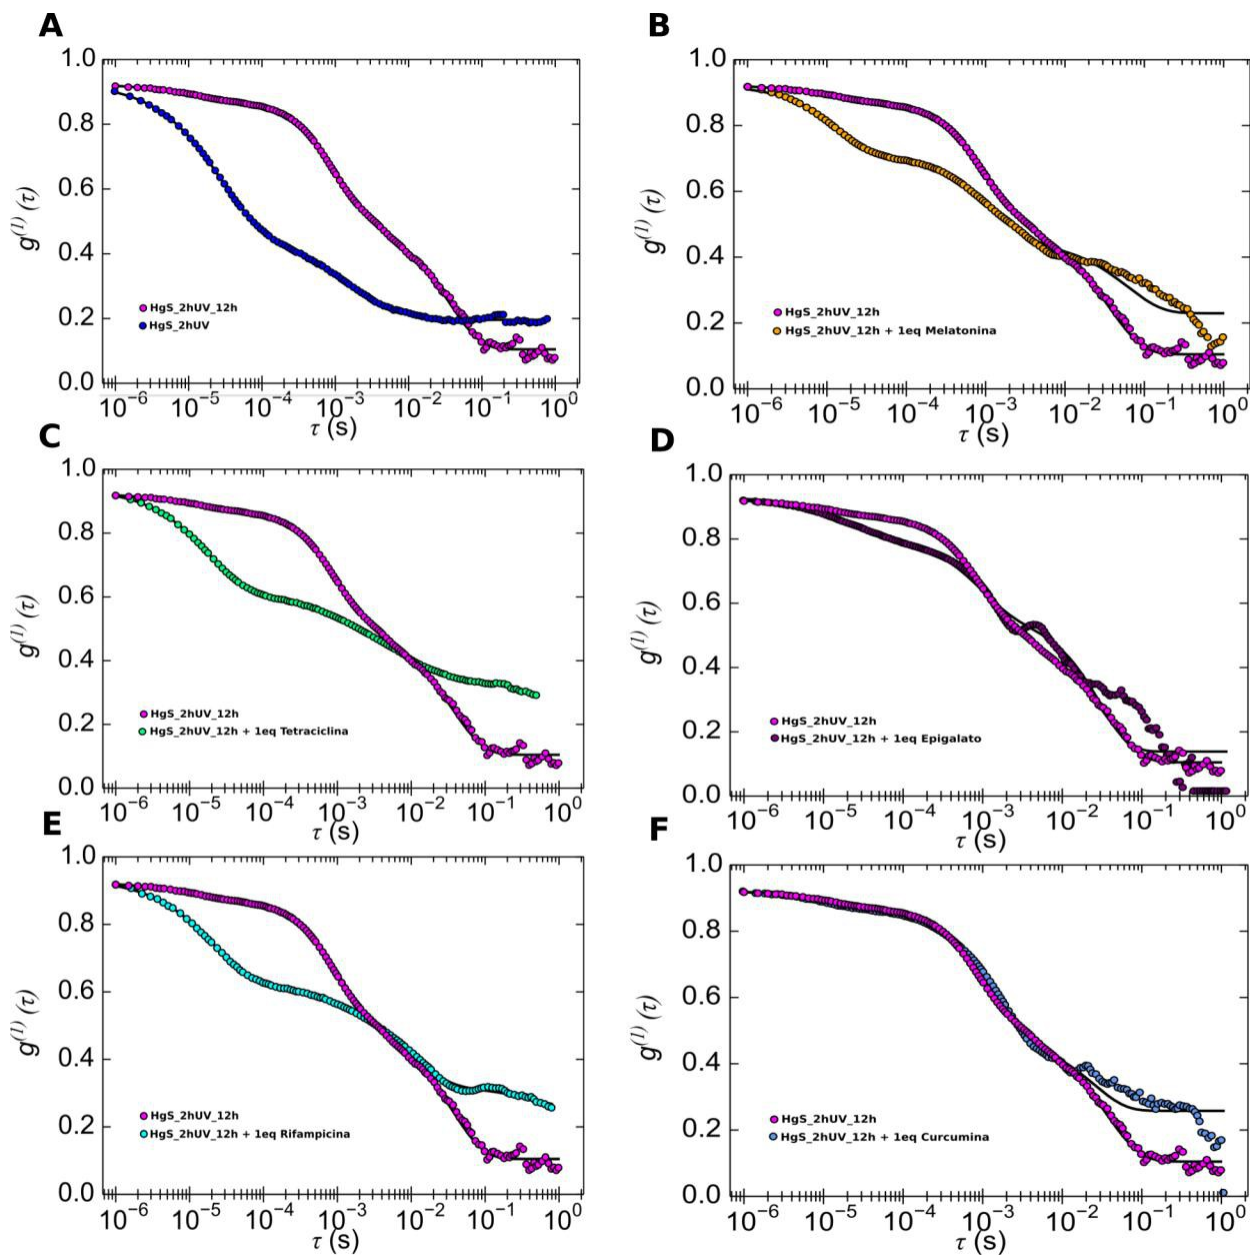 A
1.0
0.8
0.6
0.4
0.2
0.0
g⁽¹⁾ (τ)
HgS_2hUV_12h
HgS_2hUV
10⁻⁶ 10⁻⁵ 10⁻⁴ 10⁻³ 10⁻² 10⁻¹ 10⁰
τ (s)
B
1.0
0.8
0.6
0.4
0.2
0.0
g⁽¹⁾ (τ)
HgS_2hUV_12h
HgS_2hUV_12h + 1eq Melatonina
10⁻⁶ 10⁻⁵ 10⁻⁴ 10⁻³ 10⁻² 10⁻¹ 10⁰
τ (s)
C
1.0
0.8
0.6
0.4
0.2
0.0
g⁽¹⁾ (τ)
HgS_2hUV_12h
HgS_2hUV_12h + 1eq Tetraciclina
10⁻⁶ 10⁻⁵ 10⁻⁴ 10⁻³ 10⁻² 10⁻¹ 10⁰
τ (s)
D
1.0
0.8
0.6
0.4
0.2
0.0
g⁽¹⁾ (τ)
HgS_2hUV_12h
HgS_2hUV_12h + 1eq Epigalato
10⁻⁶ 10⁻⁵ 10⁻⁴ 10⁻³ 10⁻² 10⁻¹ 10⁰
τ (s)
E
1.0
0.8
0.6
0.4
0.2
0.0
g⁽¹⁾ (τ)
HgS_2hUV_12h
HgS_2hUV_12h + 1eq Rifampicina
10⁻⁶ 10⁻⁵ 10⁻⁴ 10⁻³ 10⁻² 10⁻¹ 10⁰
τ (s)
F
1.0
0.8
0.6
0.4
0.2
0.0
g⁽¹⁾ (τ)
HgS_2hUV_12h
HgS_2hUV_12h + 1eq Curcumina
10⁻⁶ 10⁻⁵ 10⁻⁴ 10⁻³ 10⁻² 10⁻¹ 10⁰
τ (s)